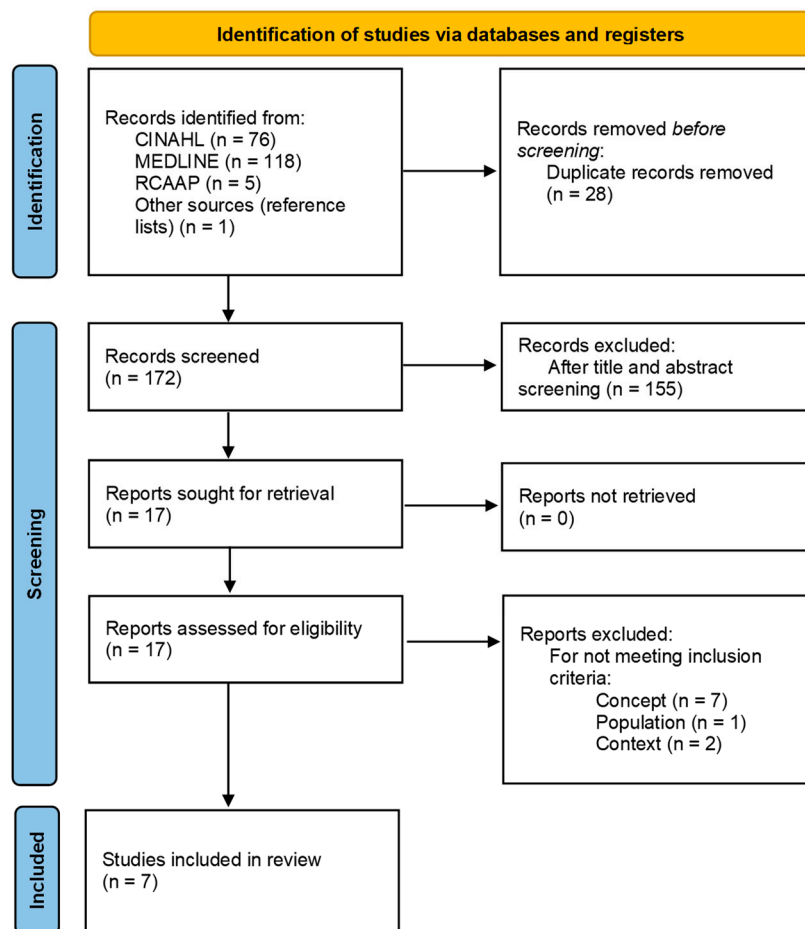 Identification of studies via databases and registers
Identification
Records identified from:
CINAHL (n = 76)
MEDLINE (n = 118)
RCAAP (n = 5)
Other sources (reference
lists) (n = 1)
Records removed before
screening:
Duplicate records removed
(n = 28)
Screening
Records screened
(n = 172)
Records excluded:
After title and abstract
screening (n = 155)
Reports sought for retrieval
(n = 17)
Reports not retrieved
(n = 0)
Reports assessed for eligibility
(n = 17)
Reports excluded:
For not meeting inclusion
criteria:
Concept (n = 7)
Population (n = 1)
Context (n = 2)
Included
Studies included in review
(n = 7)